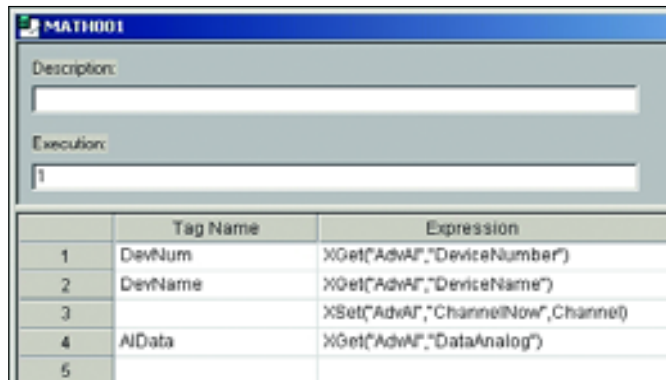 MATH001
Description:
Execution:
1
Tag Name Expression
1 DevNum XGet("AdvAI","DeviceNumber")
2 DevName XGet("AdvAI","DeviceName")
3 XSet("AdvAI","ChannelNow",Channel)
4 AIData XGet("AdvAI","DataAnalog")
5